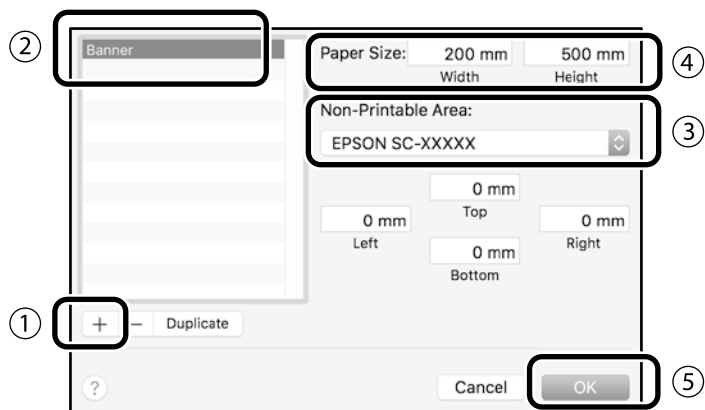 ②
Banner
Paper Size: 200 mm 500 mm
Width Height
④
Non-Printable Area:
EPSON SC-XXXXX
③
0 mm
Top
0 mm 0 mm
Left Right
0 mm
Bottom
①
+ − Duplicate
? Cancel OK
⑤